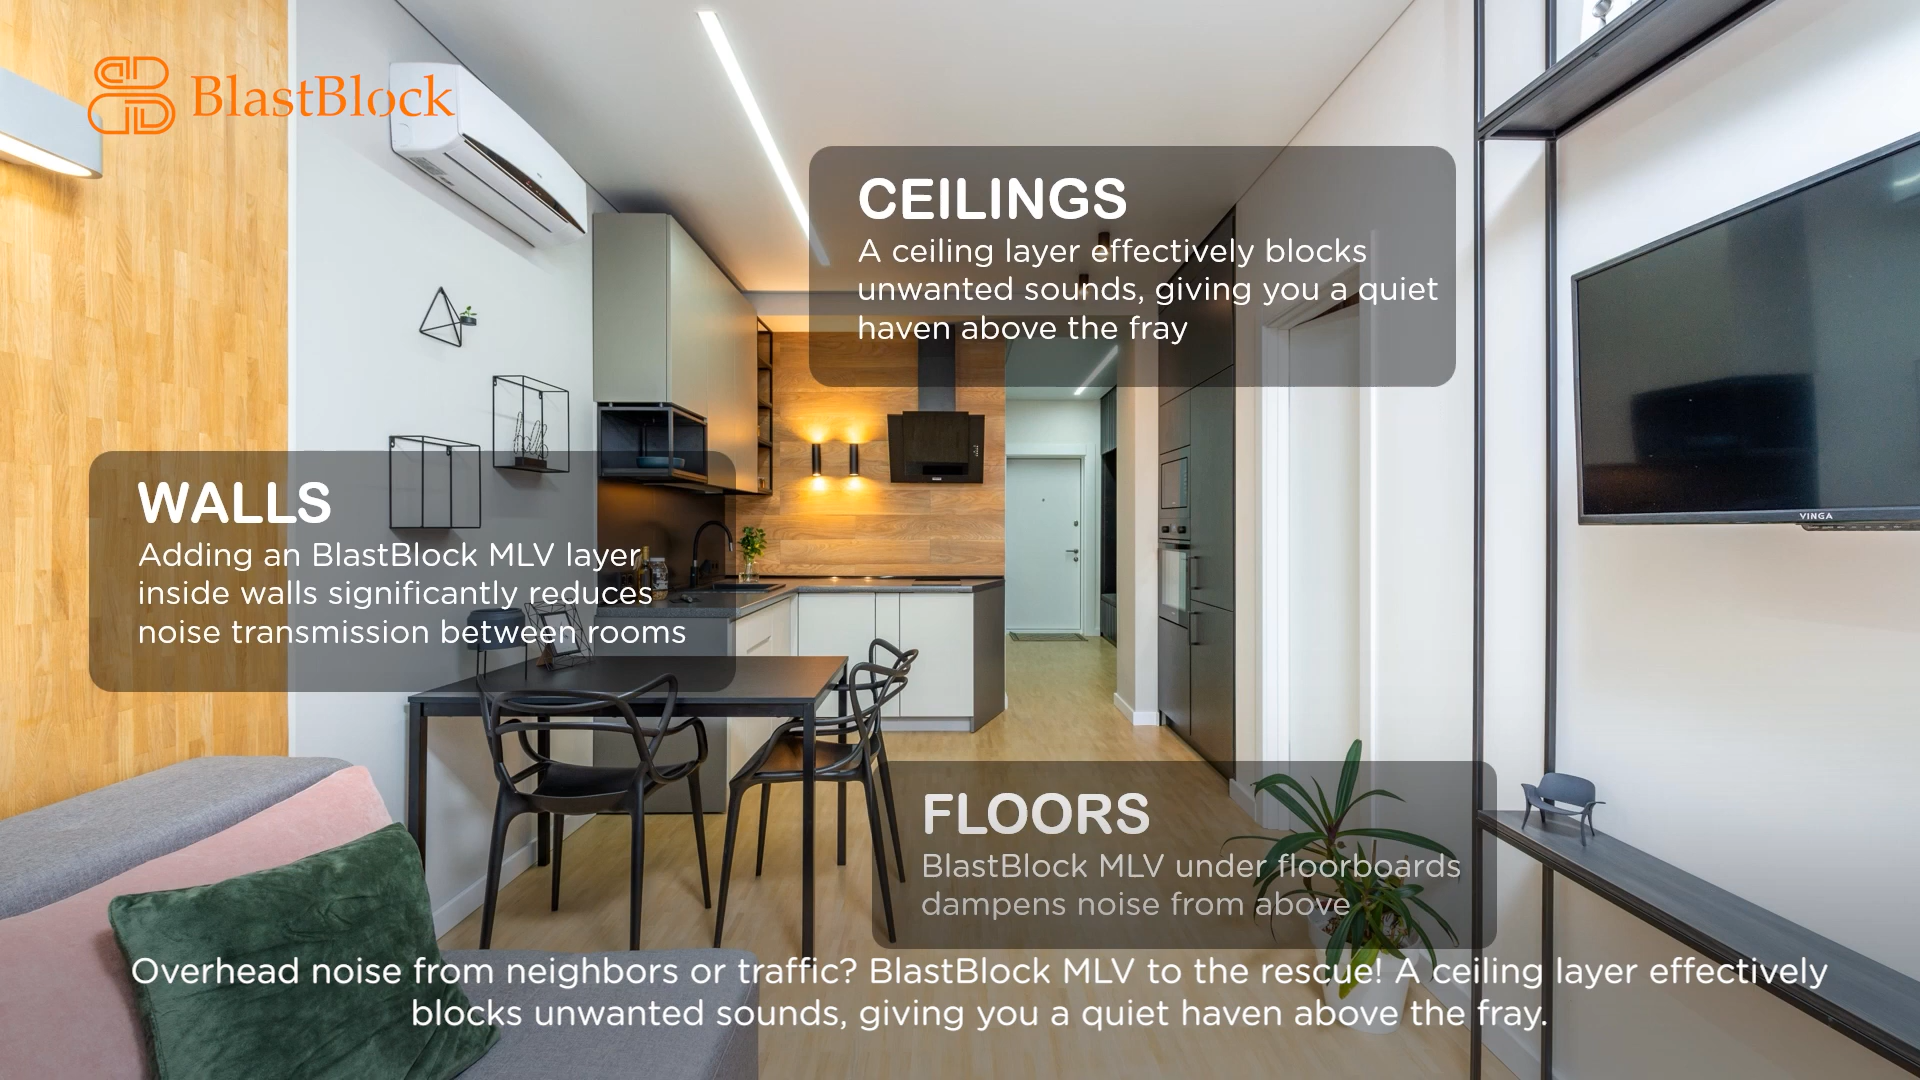 BlastBlock
CEILINGS
A ceiling layer effectively blocks
unwanted sounds, giving you a quiet
haven above the fray
WALLS
Adding an BlastBlock MLV layer
inside walls significantly reduces
noise transmission between rooms
VINGA
FLOORS
BlastBlock MLV under floorboards
dampens noise from above
Overhead noise from neighbors or traffic? BlastBlock MLV to the rescue! A ceiling layer effectively
blocks unwanted sounds, giving you a quiet haven above the fray.